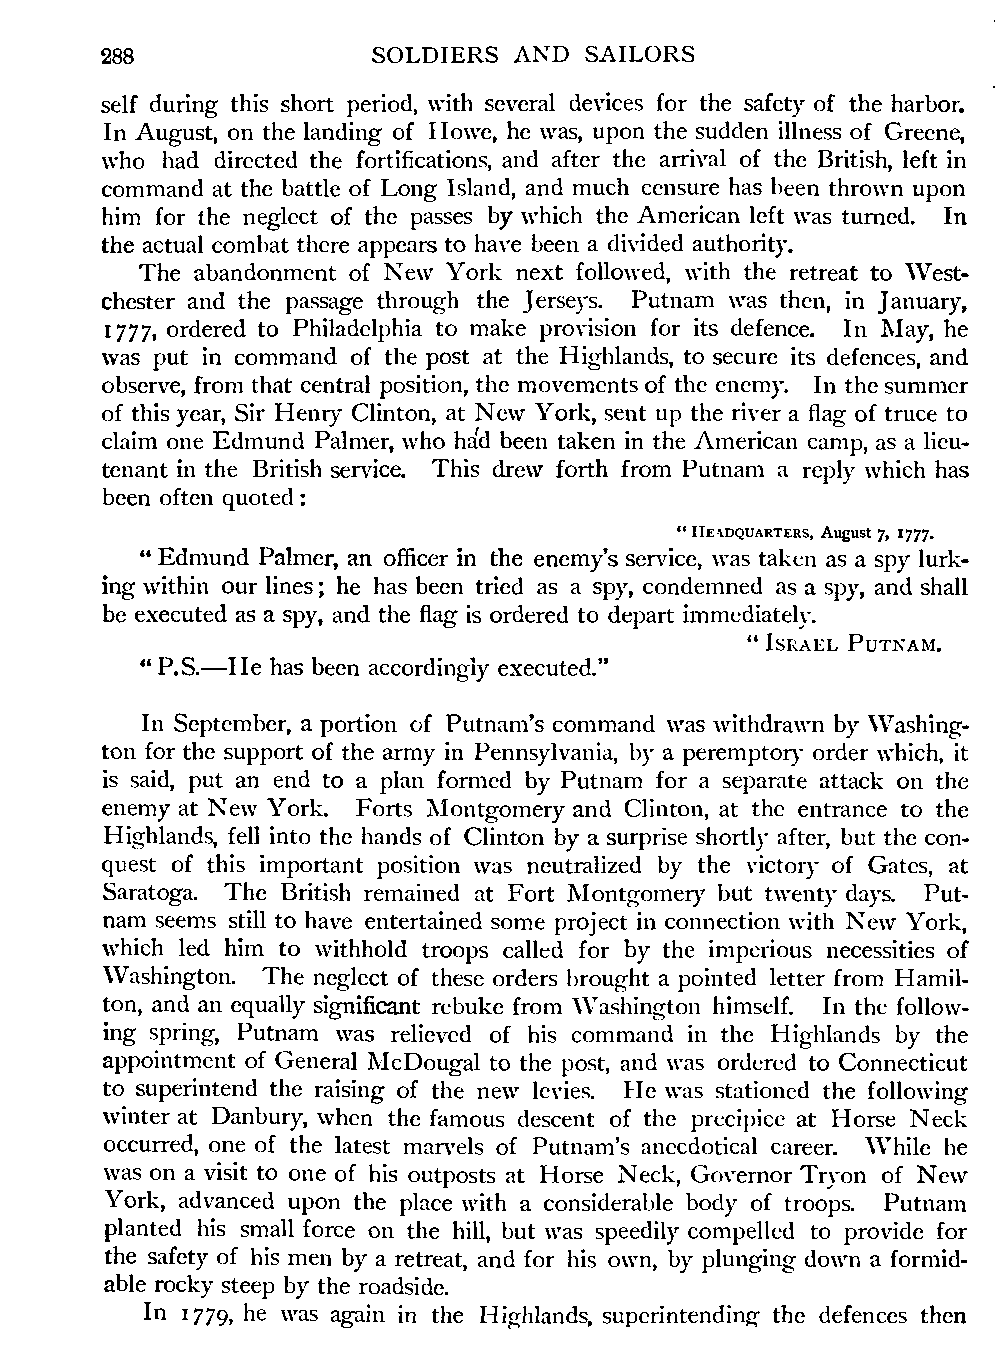 288 SOLDIERS AND SAILORS
self during this short period, with several devices for the safety of the harbor.
In August, on the landing of Howe, he was, upon the sudden illness of Greene,
who had directed the fortifications, and after the arrival of the British, left in
command at the battle of Long Island, and much censure has been thrown upon
him for the neglect of the passes by which the American left was turned. In
the actual combat there appears to have been a divided authority.
The abandonment of New York next followed, with the retreat to West-
chester and the passage through the Jerseys. Putnam was then, in January,
1777, ordered to Philadelphia to make provision for its defence. In May, he
was put in command of the post at the Highlands, to secure its defences, and
observe, from that central position, the movements of the enemy. In the summer
of this year, Sir Henry Clinton, at New York, sent up the river a flag of truce to
claim one Edmund Palmer, who had been taken in the American camp, as a lieu-
tenant in the British service. This drew forth from Putnam a reply which has
been often quoted:
“HEADQUARTERS, August 7, 1777.
“Edmund Palmer, an officer in the enemy's service, was taken as a spy lurk-
ing within our lines; he has been tried as a spy, condemned as a spy, and shall
be executed as a spy, and the flag is ordered to depart immediately.
“ISRAEL PUTNAM.
“P.S.—He has been accordingly executed.”
In September, a portion of Putnam's command was withdrawn by Washing-
ton for the support of the army in Pennsylvania, by a peremptory order which, it
is said, put an end to a plan formed by Putnam for a separate attack on the
enemy at New York. Forts Montgomery and Clinton, at the entrance to the
Highlands, fell into the hands of Clinton by a surprise shortly after, but the con-
quest of this important position was neutralized by the victory of Gates, at
Saratoga. The British remained at Fort Montgomery but twenty days. Put-
nam seems still to have entertained some project in connection with New York,
which led him to withhold troops called for by the imperious necessities of
Washington. The neglect of these orders brought a pointed letter from Hamil-
ton, and an equally significant rebuke from Washington himself. In the follow-
ing spring, Putnam was relieved of his command in the Highlands by the
appointment of General McDougal to the post, and was ordered to Connecticut
to superintend the raising of the new levies. He was stationed the following
winter at Danbury, when the famous descent of the precipice at Horse Neck
occurred, one of the latest marvels of Putnam's anecdotical career. While he
was on a visit to one of his outposts at Horse Neck, Governor Tryon of New
York, advanced upon the place with a considerable body of troops. Putnam
planted his small force on the hill, but was speedily compelled to provide for
the safety of his men by a retreat, and for his own, by plunging down a formid-
able rocky steep by the roadside.
In 1779, he was again in the Highlands, superintending the defences then